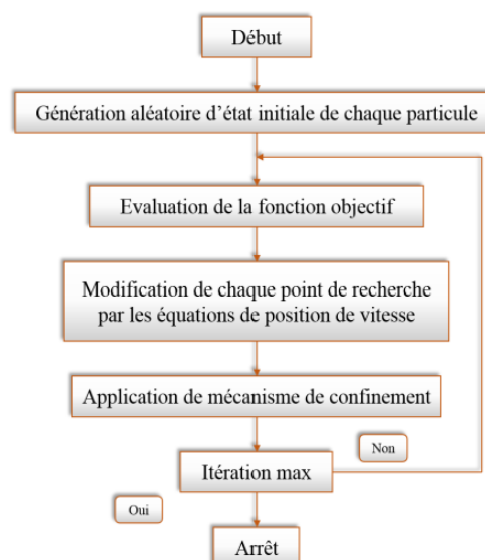 Début
Génération aléatoire d’état initiale de chaque particule
Evaluation de la fonction objectif
Modification de chaque point de recherche
par les équations de position de vitesse
Application de mécanisme de confinement
Non
Itération max
Oui
Arrêt